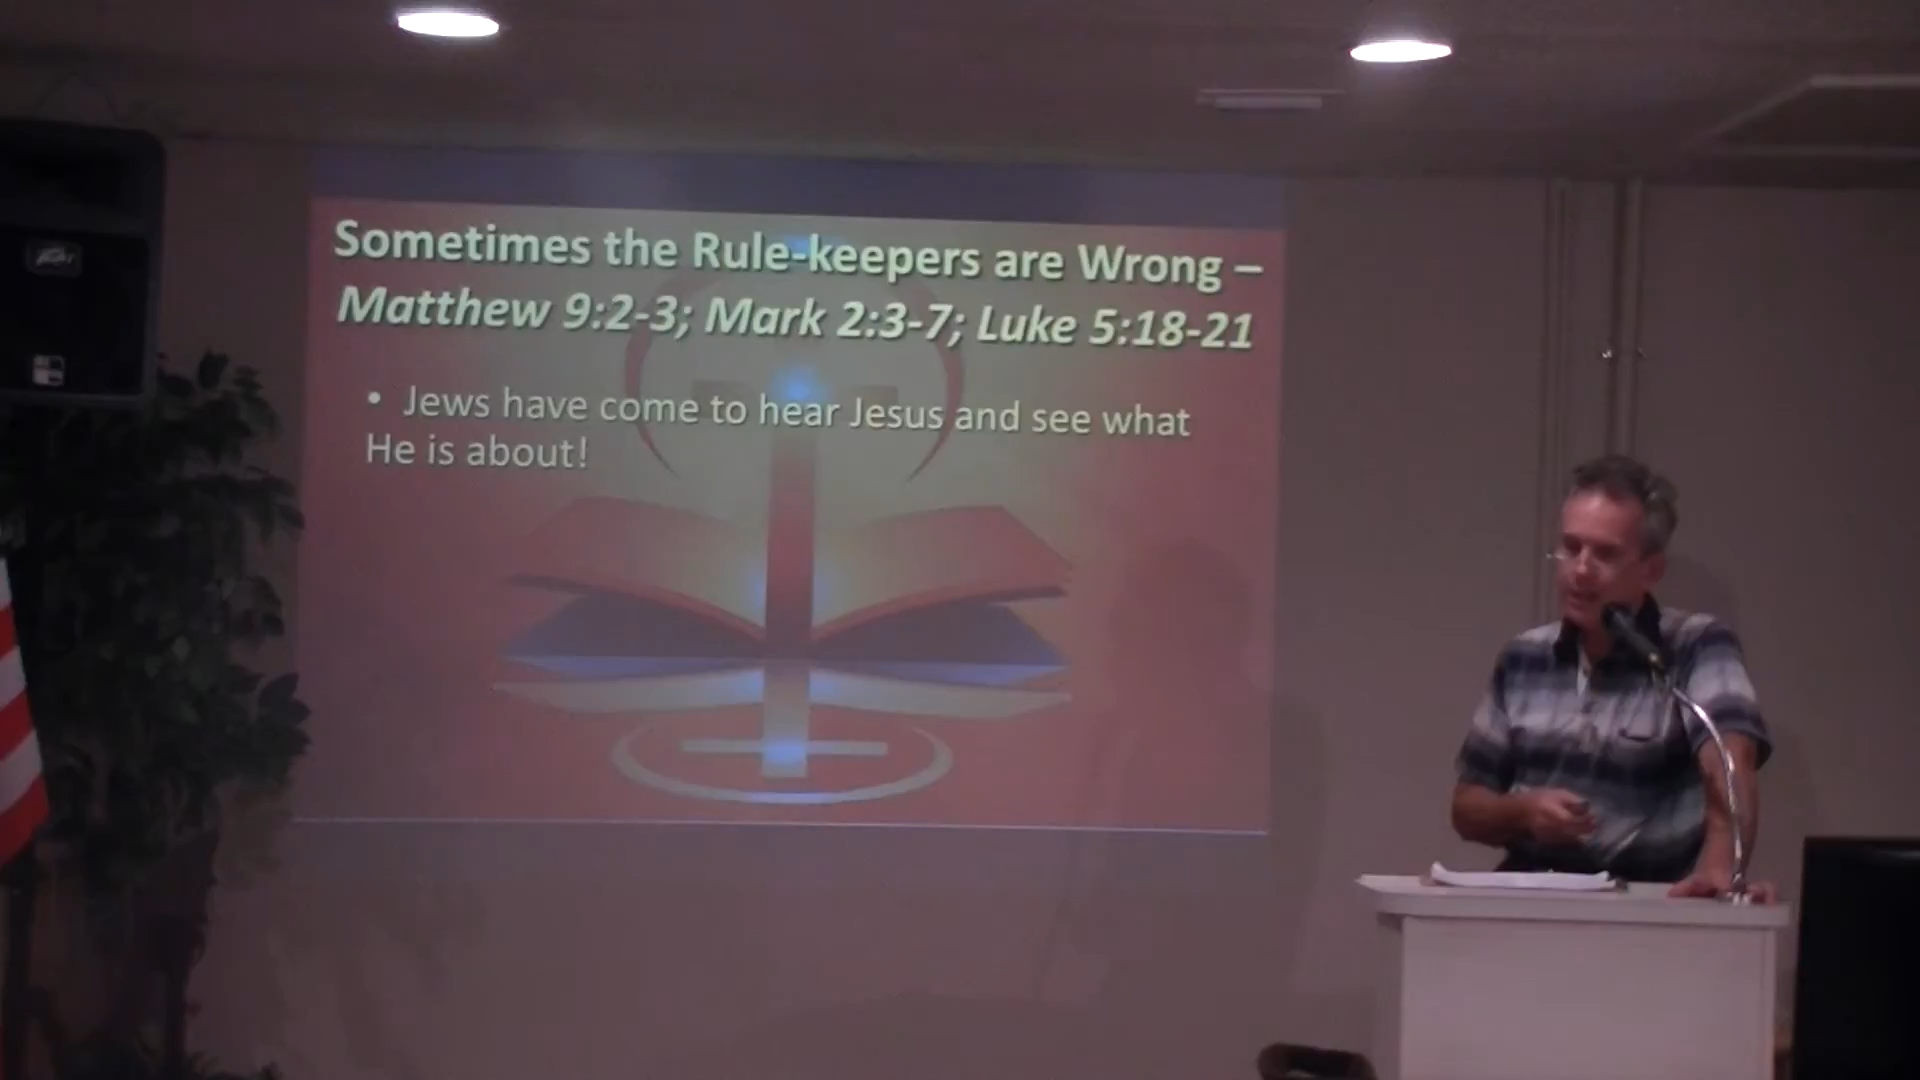 Sometimes the Rule-keepers are Wrong –
Matthew 9:2-3; Mark 2:3-7; Luke 5:18-21
• Jews have come to hear Jesus and see what
He is about!